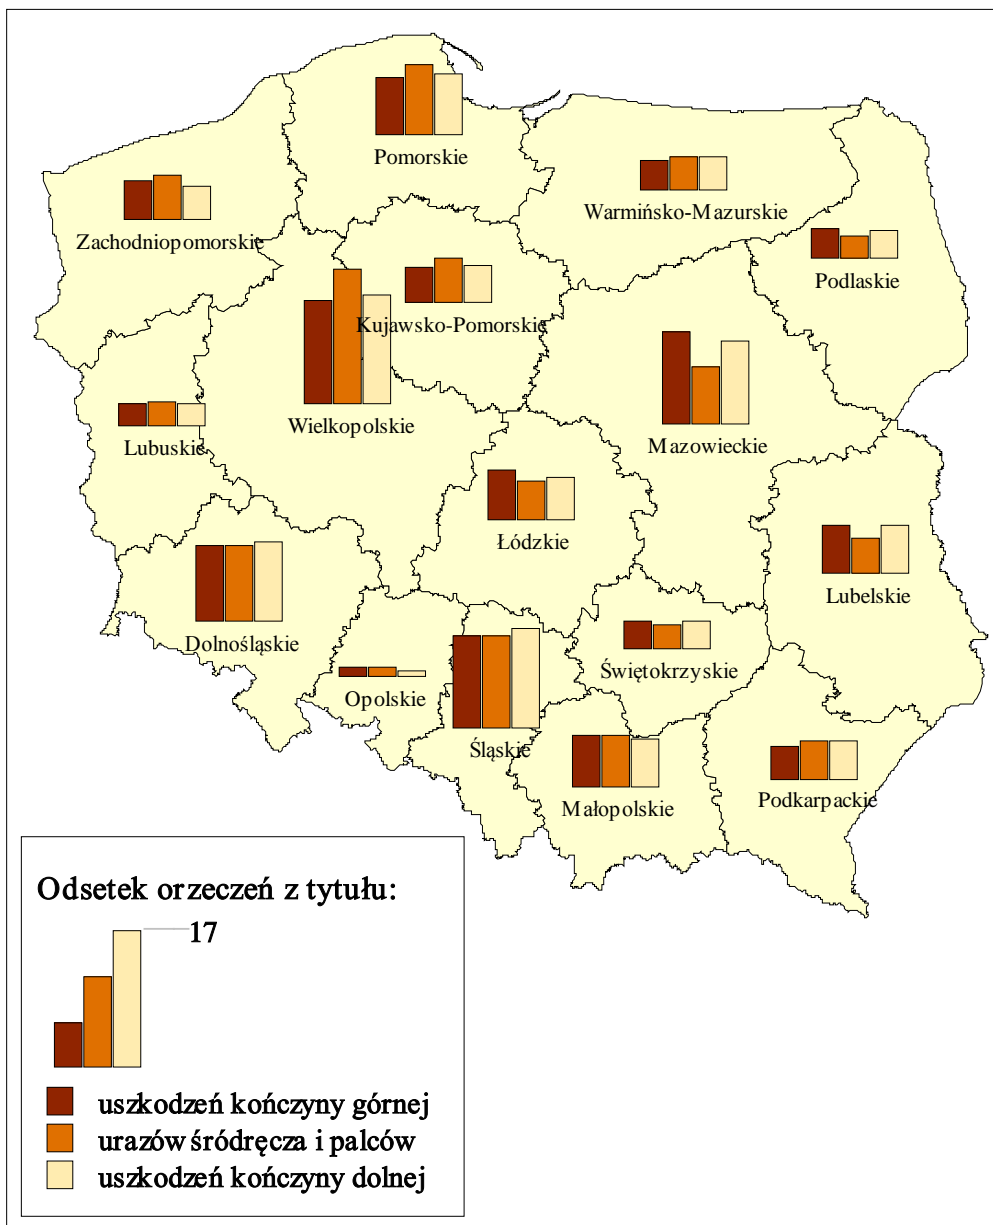 Pomorskie
Warmińsko-Mazurskie
Zachodniopomorskie
Podlaskie
Kujawsko-Pomorskie
Wielkopolskie
Mazowieckie
Lubuskie
Łódzkie
Lubelskie
Dolnośląskie
Świętokrzyskie
Opolskie
Śląskie
Małopolskie
Podkarpackie
Odsetek orzeczeń z tytułu:
17
uszkodzeń kończyny górnej
urazów śródręcza i palców
uszkodzeń kończyny dolnej